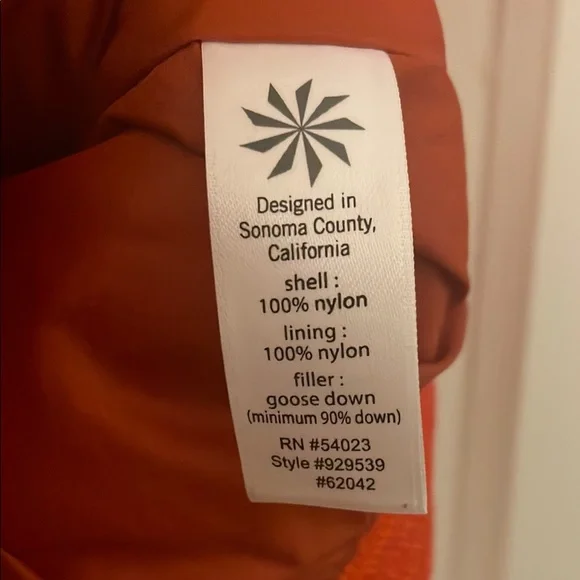 Designed in
Sonoma County,
California
shell :
100% nylon
lining :
100% nylon
filler :
goose down
(minimum 90% down)
RN #54023
Style #929539
#62042